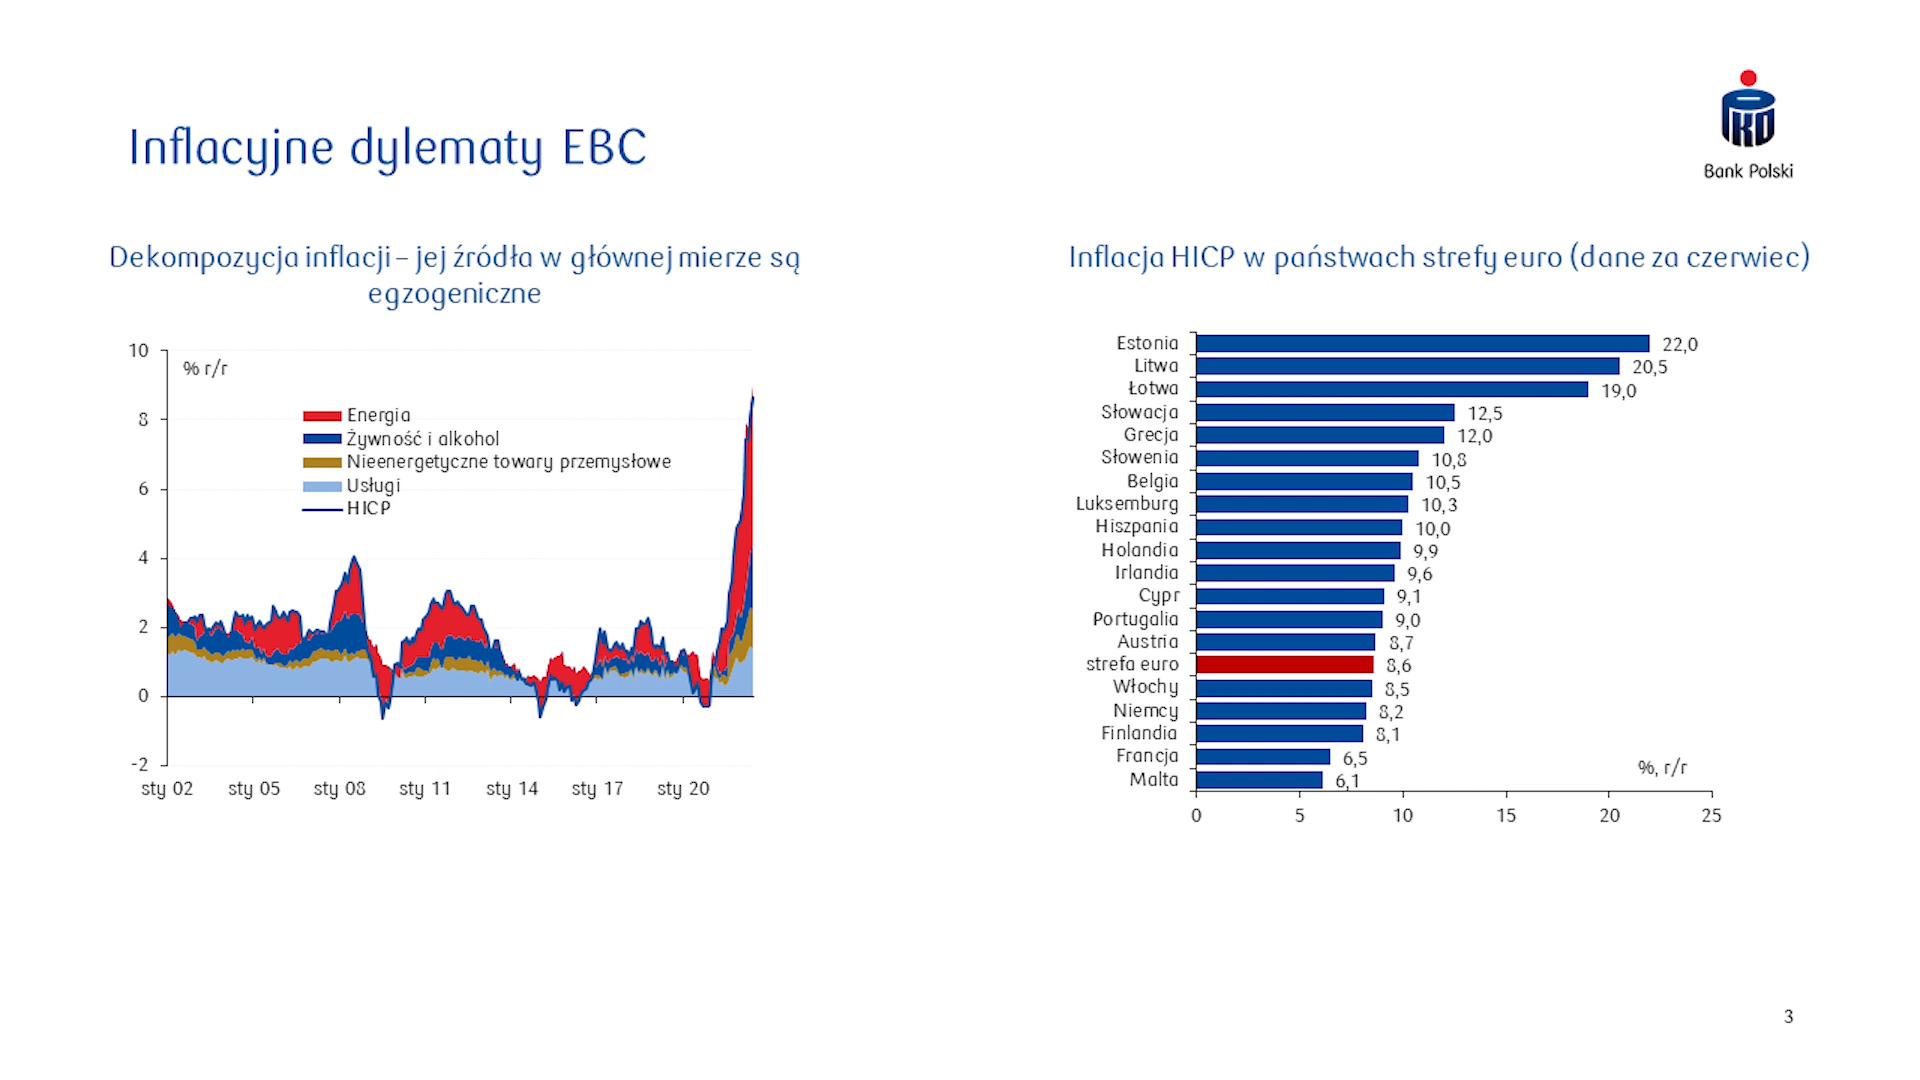 Inflacyjne dylematy EBC
PKO
Bank Polski
Dekompozycja inflacji – jej źródła w głównej mierze są
egzogeniczne
10
8
6
4
2
0
-2
% r/r
Energia
Żywność i alkohol
Nieenergetyczne towary przemysłowe
Usługi
HICP
sty 02 sty 05 sty 08 sty 11 sty 14 sty 17 sty 20
Inflacja HICP w państwach strefy euro (dane za czerwiec)
Estonia 22,0
Litwa 20,5
Łotwa 19,0
Słowacja 12,5
Grecja 12,0
Słowenia 10,8
Belgia 10,5
Luksemburg 10,3
Hiszpania 10,0
Holandia 9,9
Irlandia 9,6
Cypr 9,1
Portugalia 9,0
Austria 8,7
strefa euro 8,6
Włochy 8,5
Niemcy 8,2
Finlandia 8,1
Francja 6,5
Malta 6,1
%, r/r
0 5 10 15 20 25
3